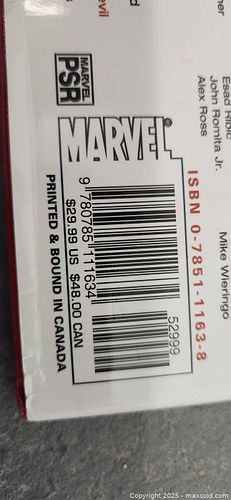 evil
Esad Ribic
John Romita Jr.
Alex Ross
Mike Wieringo
MARVEL
PSR
MARVEL®
ISBN 0-7851-1163-8
9 780785 111634
52999
$29.99 US $48.00 CAN
PRINTED & BOUND IN CANADA
Copyright 2025 - maxsold.com